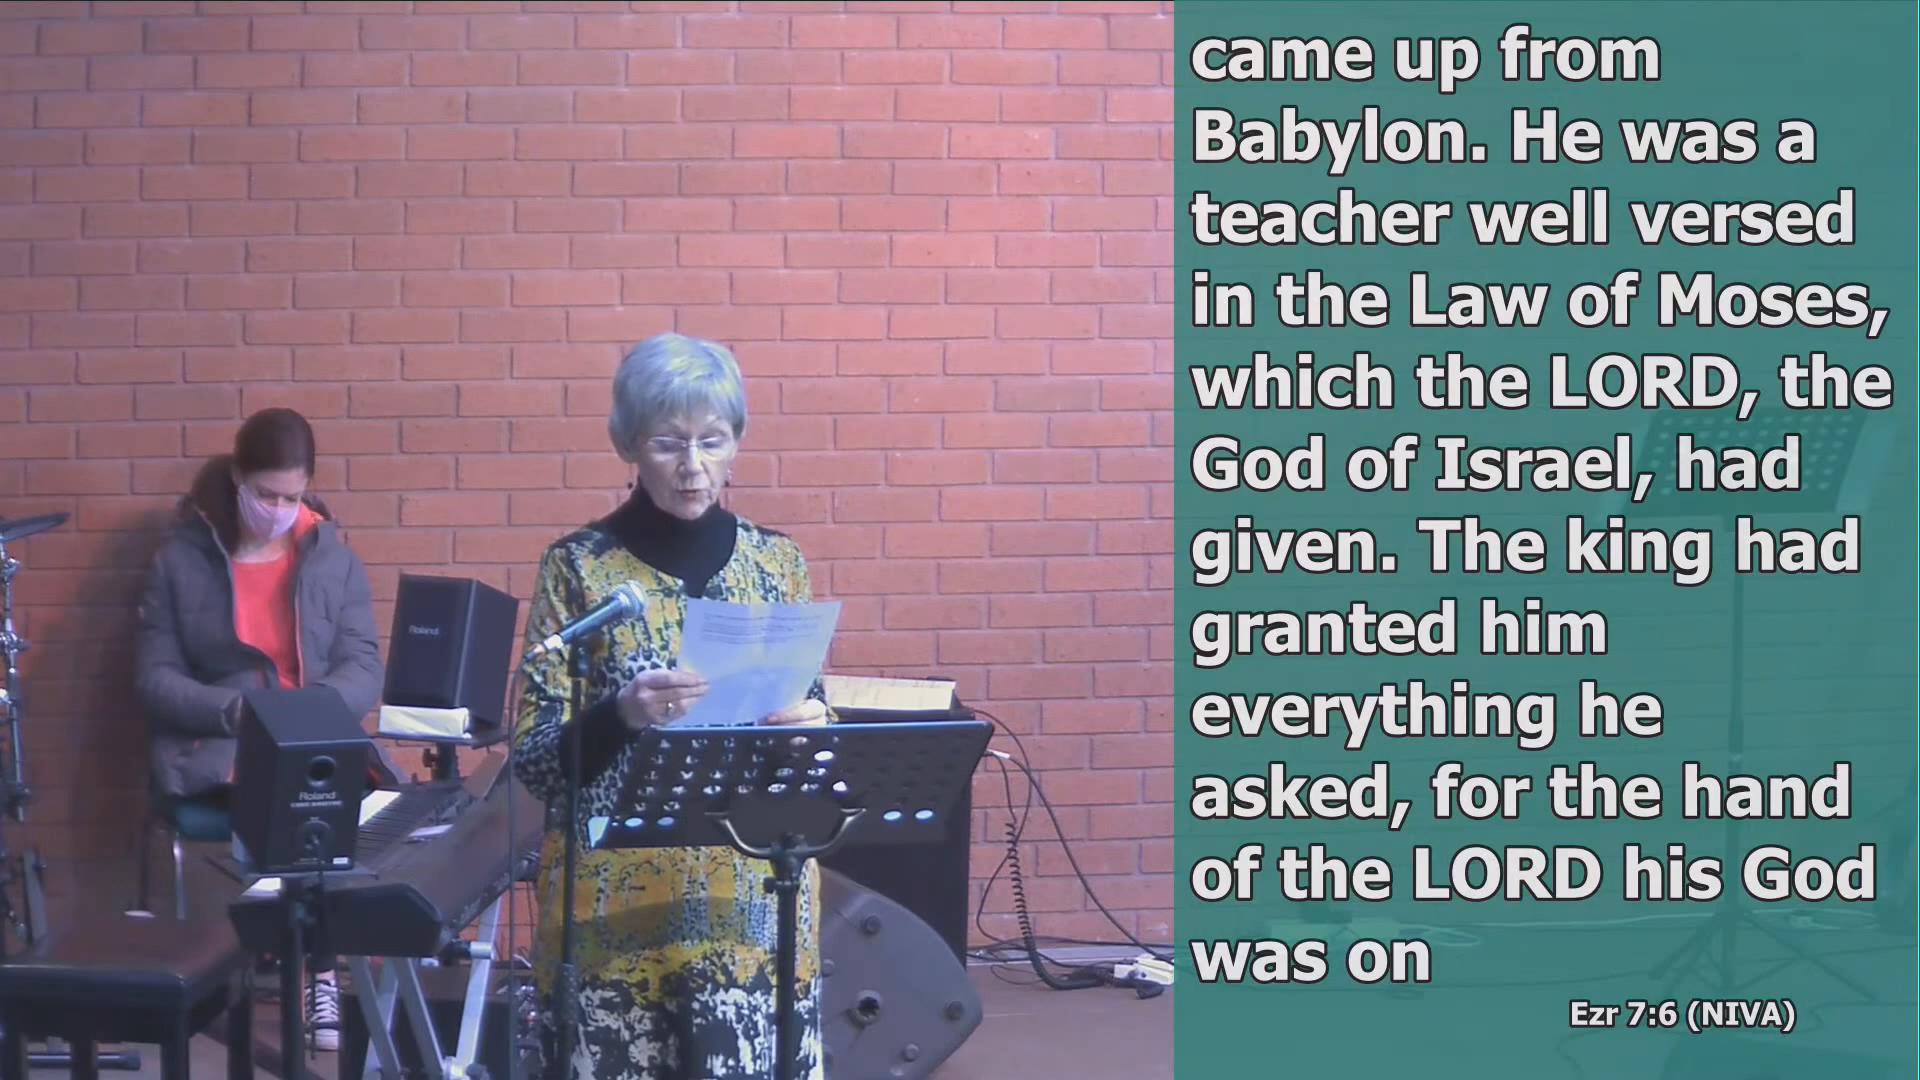 came up from
Babylon. He was a
teacher well versed
in the Law of Moses,
which the LORD, the
God of Israel, had
given. The king had
granted him
everything he
asked, for the hand
of the LORD his God
was on
Ezr 7:6 (NIVA)
Roland
Roland